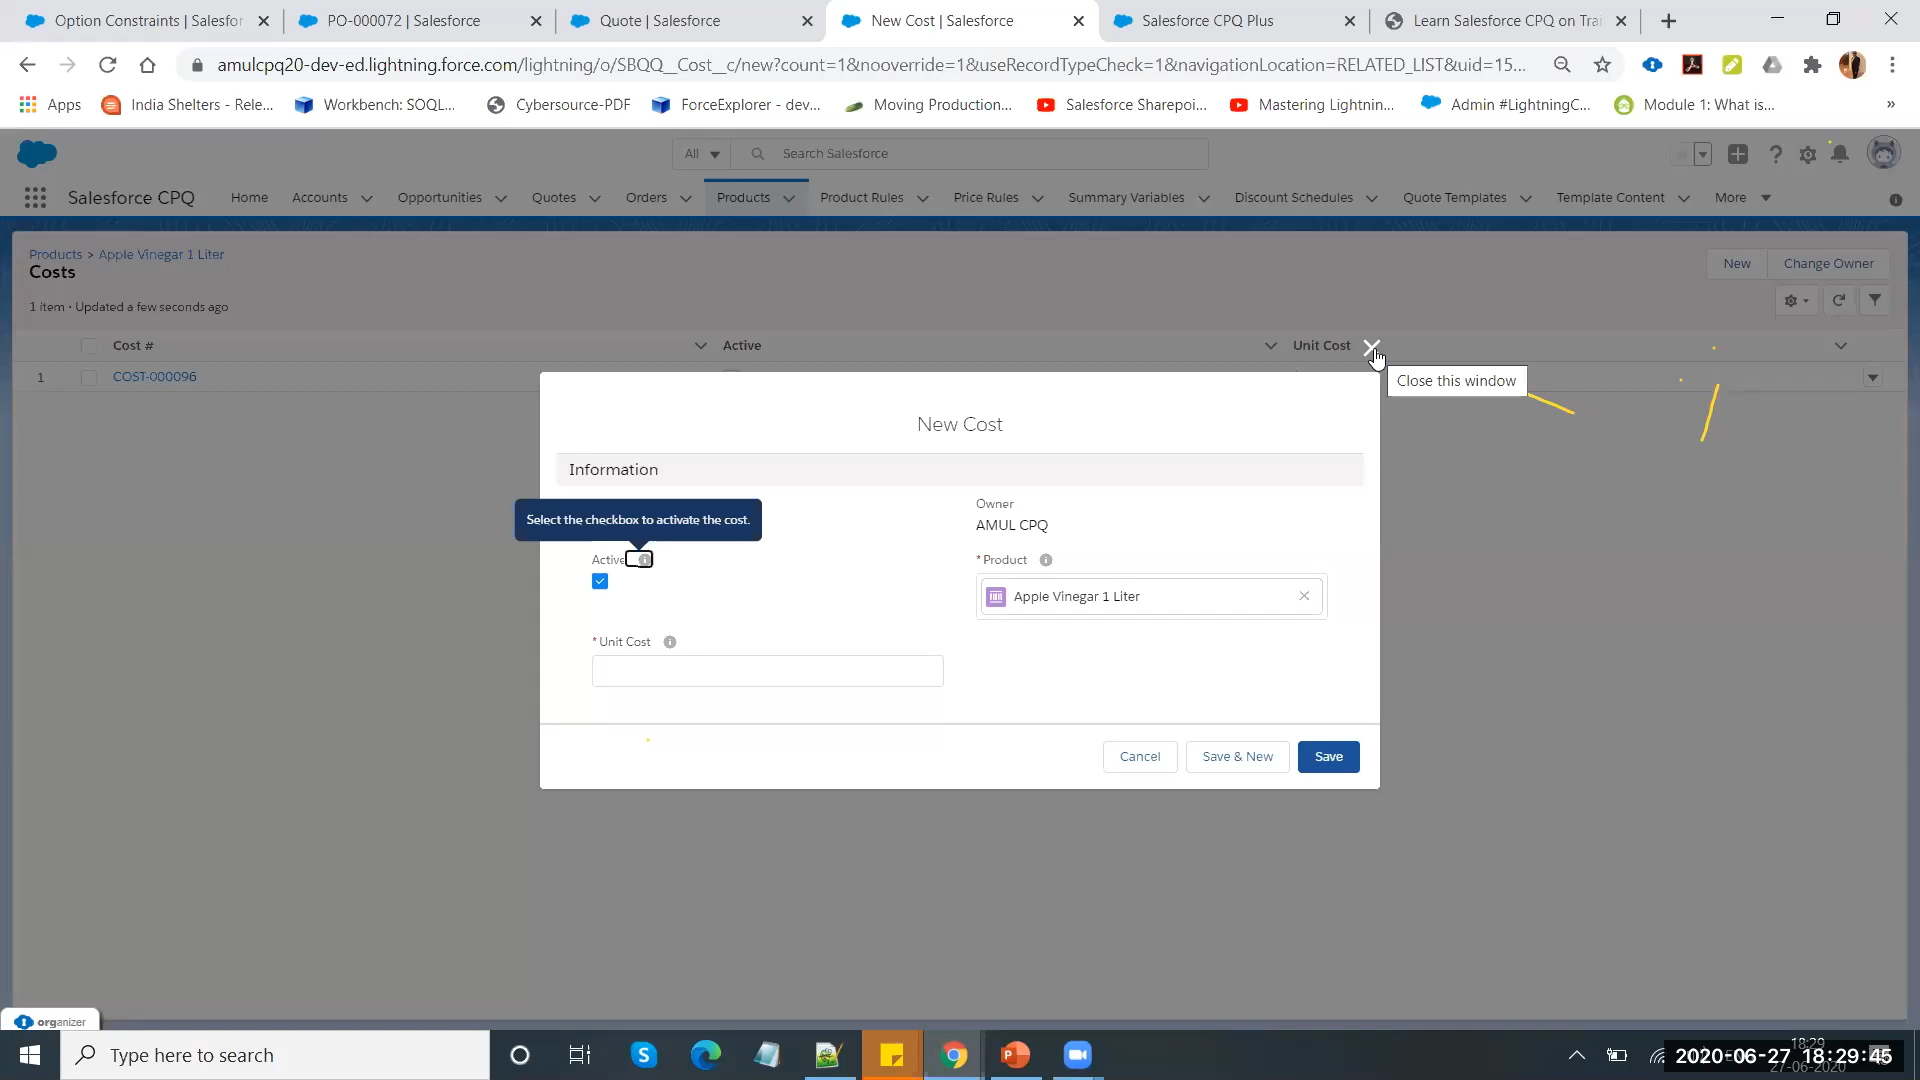 Option Constraints | Salesfor
PO-000072 | Salesforce
Quote | Salesforce
New Cost | Salesforce
Salesforce CPQ Plus
Learn Salesforce CPQ on Tra
amulcpq20-dev-ed.lightning.force.com/lightning/o/SBQQ__Cost__c/new?count=1&nooverride=1&useRecordTypeCheck=1&navigationLocation=RELATED_LIST&uid=15...
Apps
India Shelters - Rele...
Workbench: SOQL...
Cybersource-PDF
ForceExplorer - dev...
Moving Production...
Salesforce Sharepoi...
Mastering Lightnin...
Admin #LightningC...
Module 1: What is...
»
All
Search Salesforce
Salesforce CPQ
Home
Accounts
Opportunities
Quotes
Orders
Products
Product Rules
Price Rules
Summary Variables
Discount Schedules
Quote Templates
Template Content
More
Products > Apple Vinegar 1 Liter
Costs
New
Change Owner
1 item • Updated a few seconds ago
Cost #
Active
Unit Cost
1
COST-000096
Close this window
New Cost
Information
Select the checkbox to activate the cost.
Owner
AMUL CPQ
Active
* Product
Apple Vinegar 1 Liter
* Unit Cost
Cancel
Save & New
Save
organizer
Type here to search
18:29
2020-06-27 18:29:45
27-06-2020